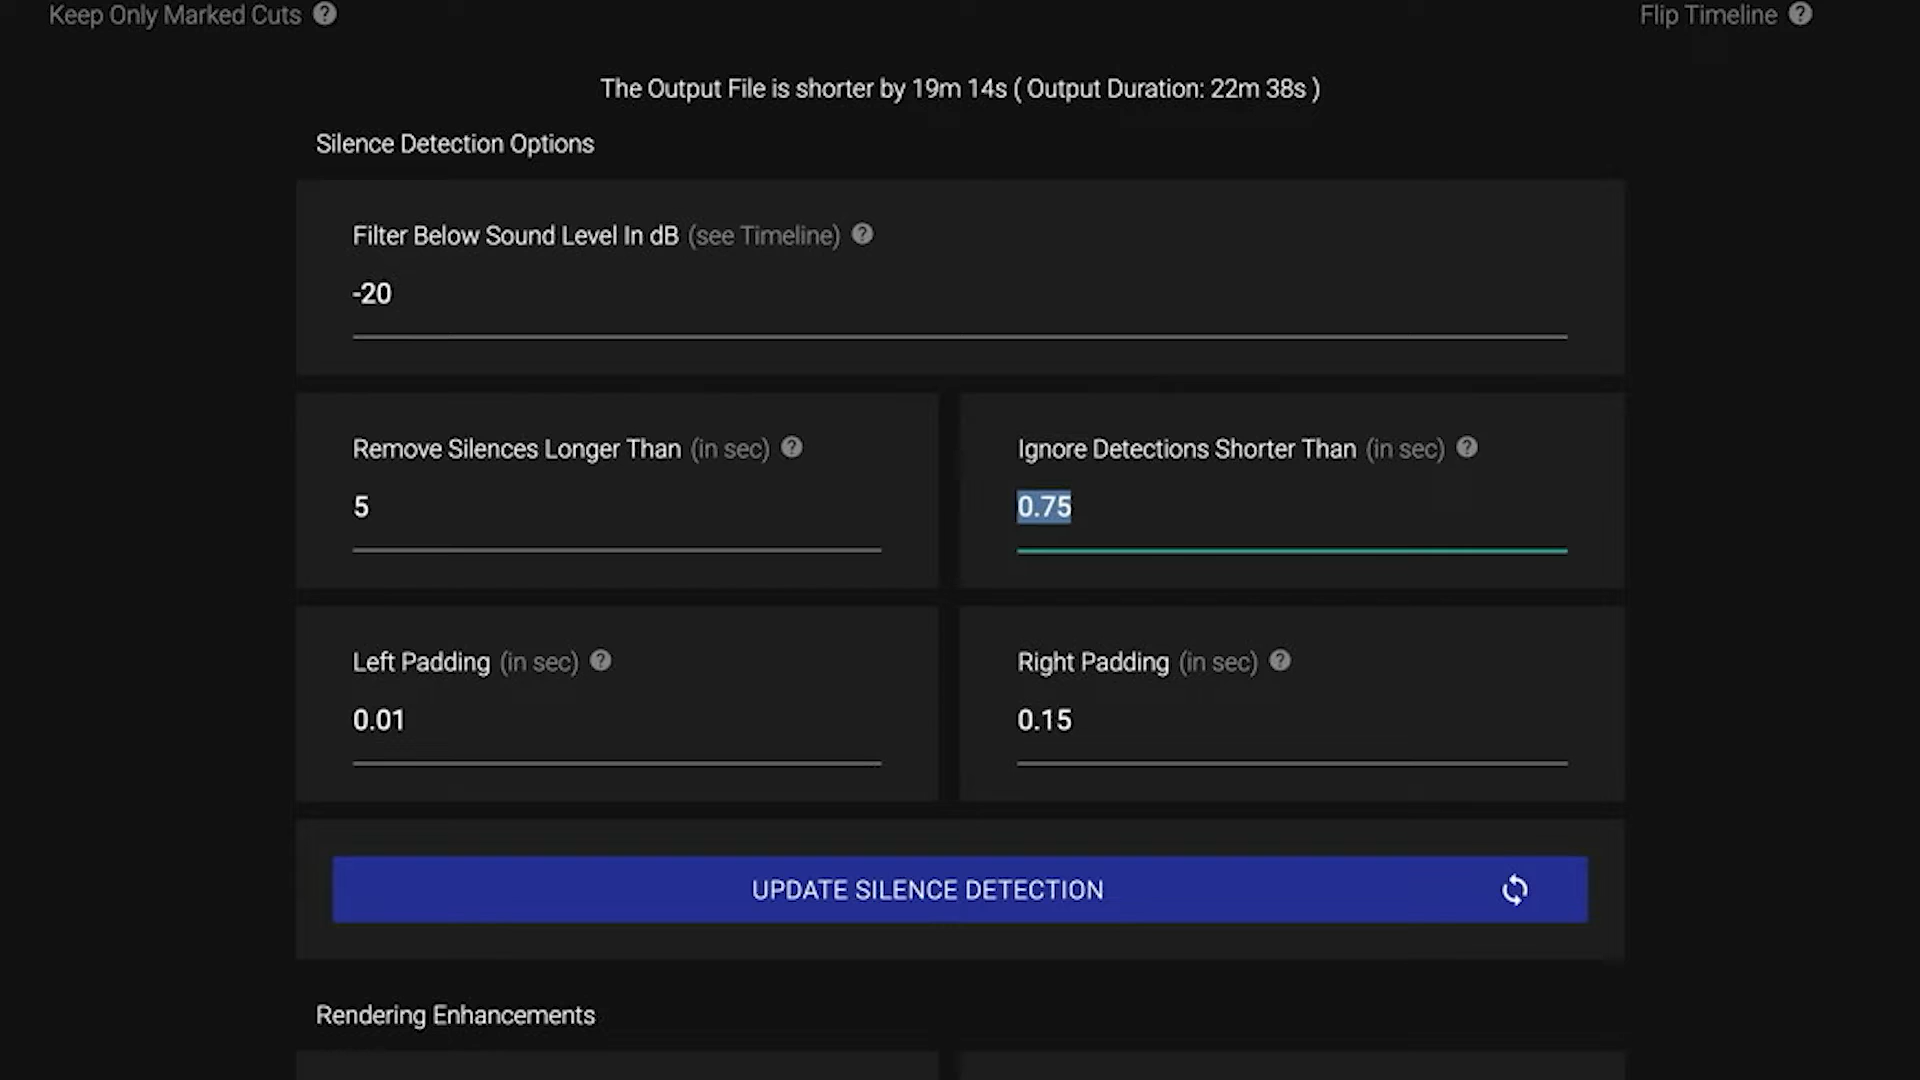 Keep Only Marked Cuts
Flip Timeline
The Output File is shorter by 19m 14s ( Output Duration: 22m 38s )
Silence Detection Options
Filter Below Sound Level In dB (see Timeline)
-20
Remove Silences Longer Than (in sec)
5
Ignore Detections Shorter Than (in sec)
0.75
Left Padding (in sec)
0.01
Right Padding (in sec)
0.15
UPDATE SILENCE DETECTION
Rendering Enhancements